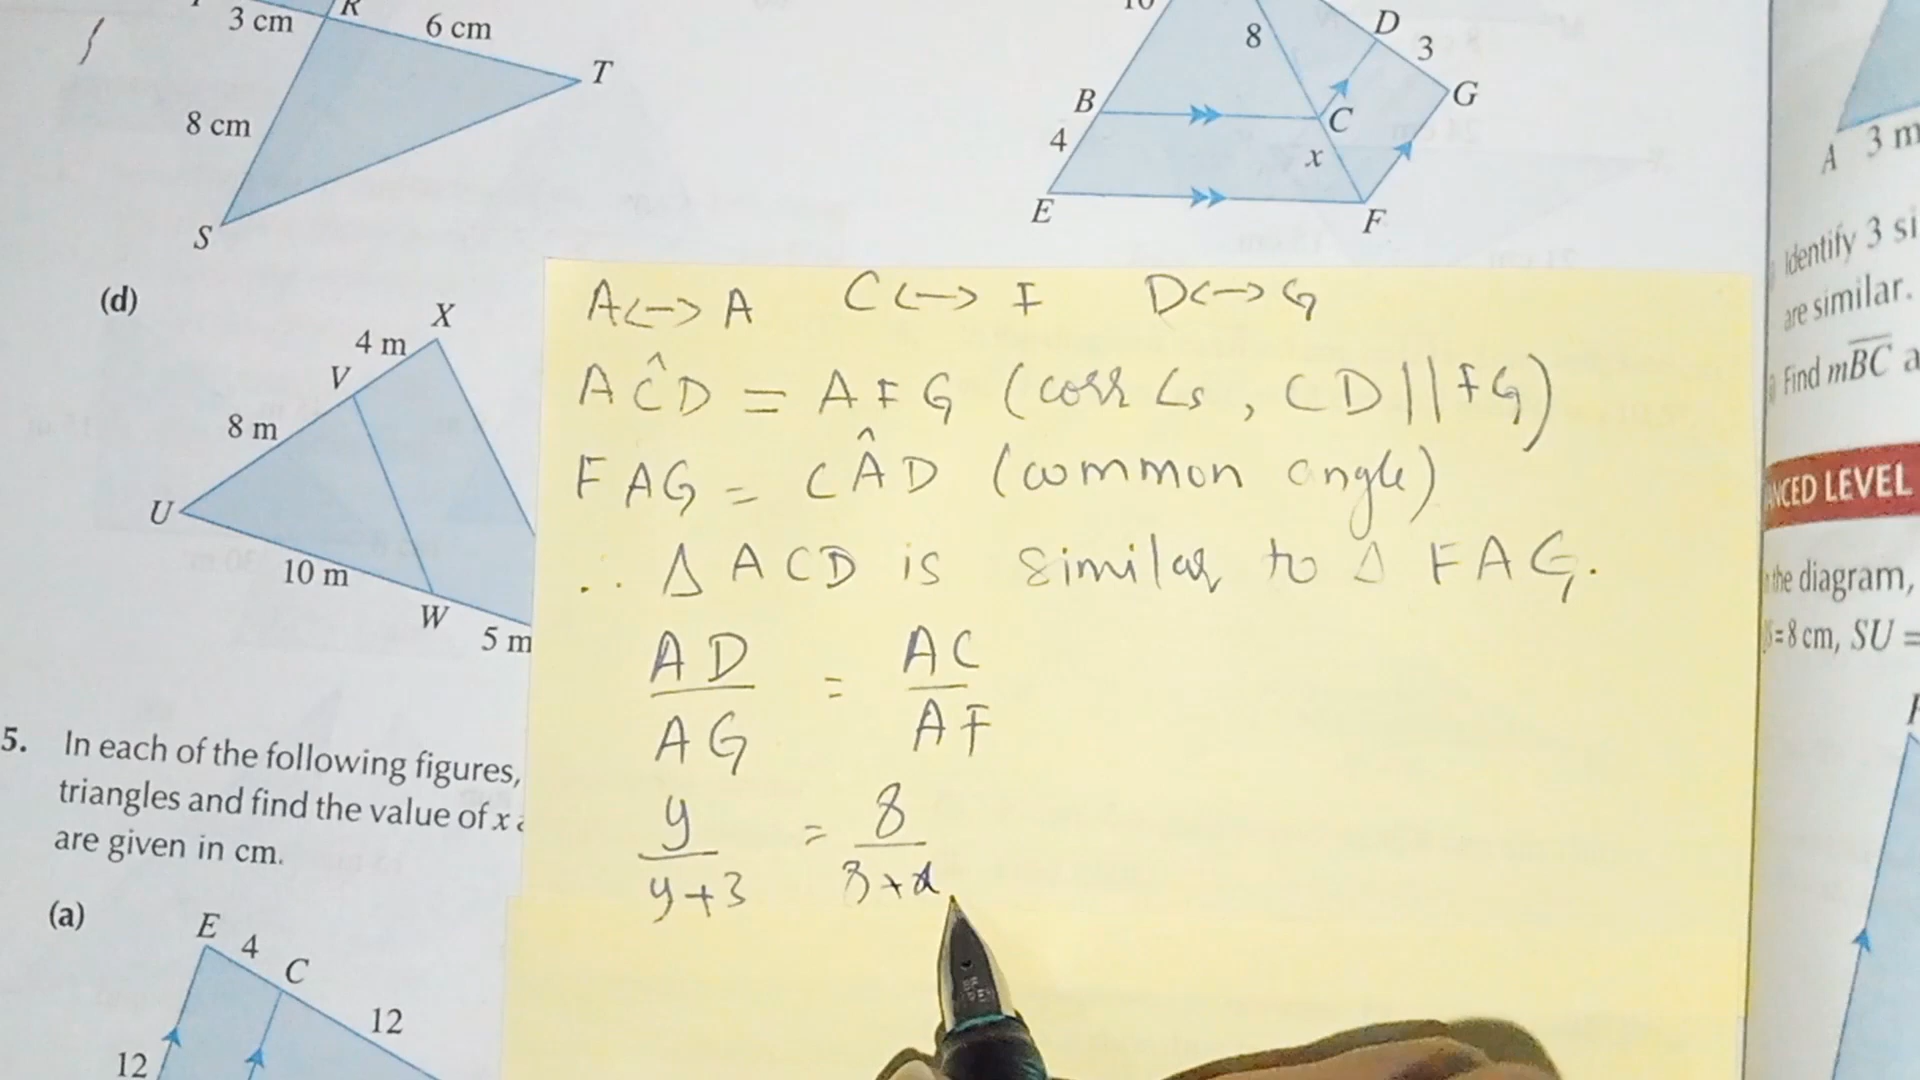 3 cm R 6 cm
T
8 cm
S
10
8
D
3
G
B
C
4
x
E
F
(d)
X
4 m
V
8 m
U
10 m
W
5 m
A<-> A C<-> F D<-> G
AĈD = AFG (corr ∠s, CD||FG)
FAG = CÂD (common angle)
∴ Δ ACD is similar to Δ FAG.
AD/AG = AC/AF
y/y+3 = 8/8+x
5. In each of the following figures,
triangles and find the value of x
are given in cm.
(a)
E
4
C
12
12
A 3 m
Identify 3 si
are similar.
Find mBC a
NCED LEVEL
the diagram,
=8 cm, SU =